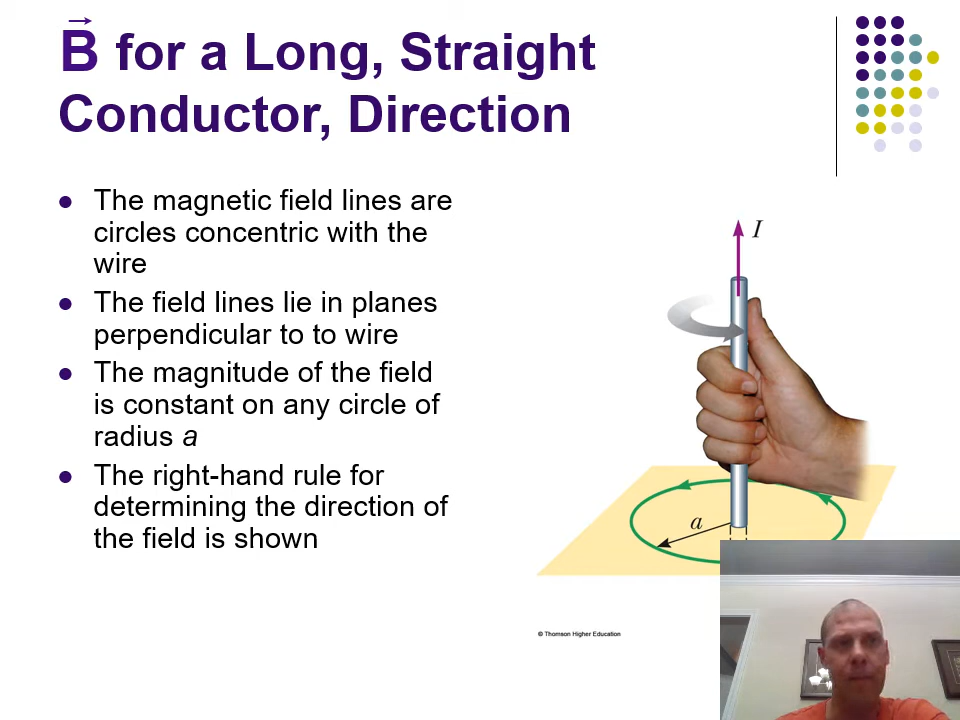 B for a Long, Straight
Conductor, Direction
The magnetic field lines are
circles concentric with the
wire
The field lines lie in planes
perpendicular to to wire
The magnitude of the field
is constant on any circle of
radius a
The right-hand rule for
determining the direction of
the field is shown
I
a
© Thomson Higher Education